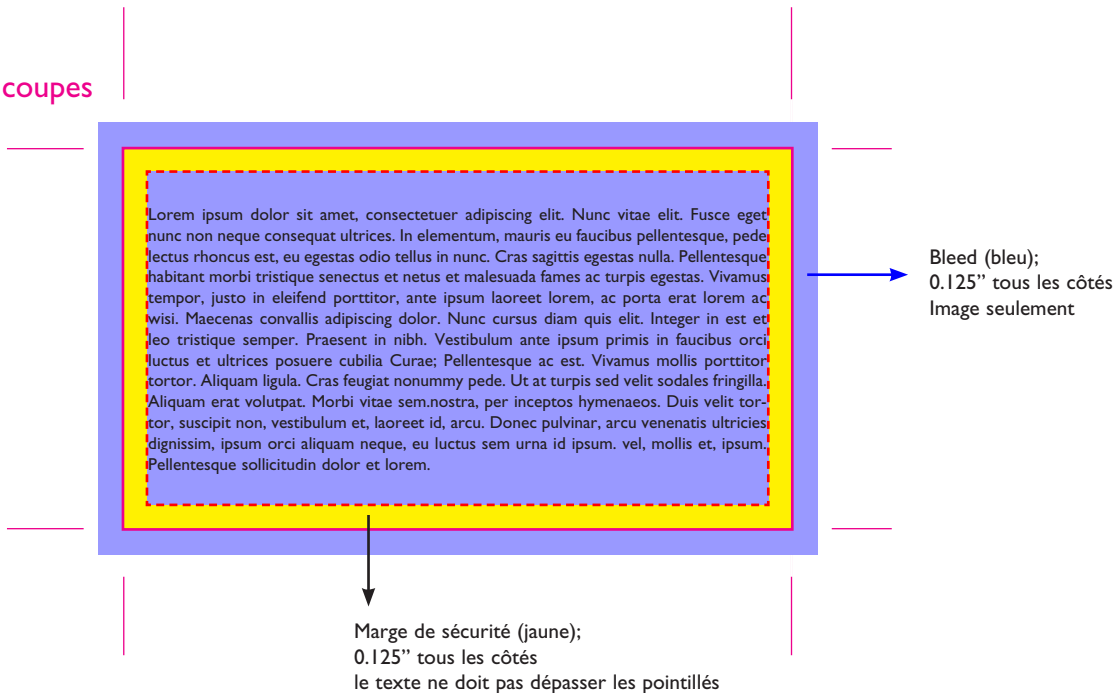 coupes
Lorem ipsum dolor sit amet, consectetuer adipiscing elit. Nunc vitae elit. Fusce eget
nunc non neque consequat ultrices. In elementum, mauris eu faucibus pellentesque, pede
lectus rhoncus est, eu egestas odio tellus in nunc. Cras sagittis egestas nulla. Pellentesque
habitant morbi tristique senectus et netus et malesuada fames ac turpis egestas. Vivamus
tempor, justo in eleifend porttitor, ante ipsum laoreet lorem, ac porta erat lorem ac
wisi. Maecenas convallis adipiscing dolor. Nunc cursus diam quis elit. Integer in est et
leo tristique semper. Praesent in nibh. Vestibulum ante ipsum primis in faucibus orci
luctus et ultrices posuere cubilia Curae; Pellentesque ac est. Vivamus mollis porttitor
tortor. Aliquam ligula. Cras feugiat nonummy pede. Ut at turpis sed velit sodales fringilla.
Aliquam erat volutpat. Morbi vitae sem.nostra, per inceptos hymenaeos. Duis velit tor-
tor, suscipit non, vestibulum et, laoreet id, arcu. Donec pulvinar, arcu venenatis ultricies
dignissim, ipsum orci aliquam neque, eu luctus sem urna id ipsum. vel, mollis et, ipsum.
Pellentesque sollicitudin dolor et lorem.
Bleed (bleu);
0.125” tous les côtés
Image seulement
Marge de sécurité (jaune);
0.125” tous les côtés
le texte ne doit pas dépasser les pointillés